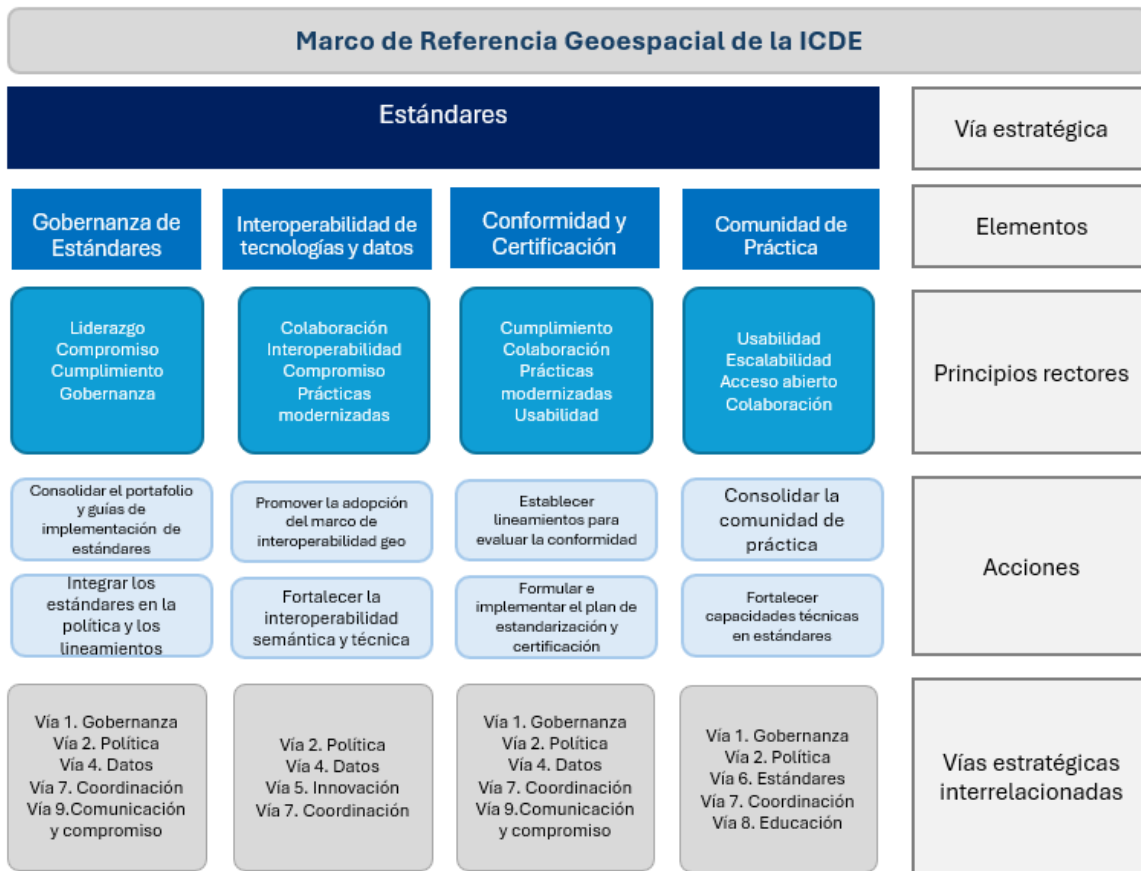 Marco de Referencia Geoespacial de la ICDE
Estándares
Vía estratégica
Gobernanza de
Estándares
Interoperabilidad de
tecnologías y datos
Conformidad y
Certificación
Comunidad de
Práctica
Elementos
Liderazgo
Compromiso
Cumplimiento
Gobernanza
Colaboración
Interoperabilidad
Compromiso
Prácticas
modernizadas
Cumplimiento
Colaboración
Prácticas
modernizadas
Usabilidad
Usabilidad
Escalabilidad
Acceso abierto
Colaboración
Principios rectores
Consolidar el portafolio
y guías de
implementación de
estándares
Promover la adopción
del marco de
interoperabilidad geo
Establecer
lineamientos para
evaluar la conformidad
Consolidar la
comunidad de
práctica
Acciones
Integrar los
estándares en la
política y los
lineamientos
Fortalecer la
interoperabilidad
semántica y técnica
Formular e
implementar el plan de
estandarización y
certificación
Fortalecer
capacidades técnicas
en estándares
Vía 1. Gobernanza
Vía 2. Política
Vía 4. Datos
Vía 7. Coordinación
Vía 9.Comunicación
y compromiso
Vía 2. Política
Vía 4. Datos
Vía 5. Innovación
Vía 7. Coordinación
Vía 1. Gobernanza
Vía 2. Política
Vía 4. Datos
Vía 7. Coordinación
Vía 9.Comunicación
y compromiso
Vía 1. Gobernanza
Vía 2. Política
Vía 6. Estándares
Vía 7. Coordinación
Vía 8. Educación
Vías estratégicas
interrelacionadas